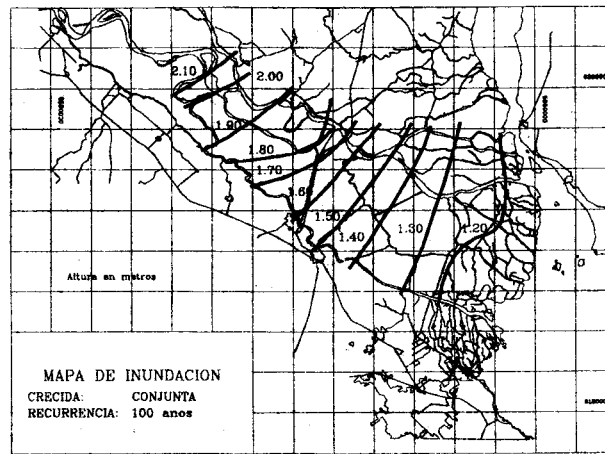 2.10
2.00
1.90
1.80
1.70
1.60
1.50
1.40
1.30
1.20
Altura en metros
MAPA DE INUNDACION
CRECIDA: CONJUNTA
RECURRENCIA: 100 anos